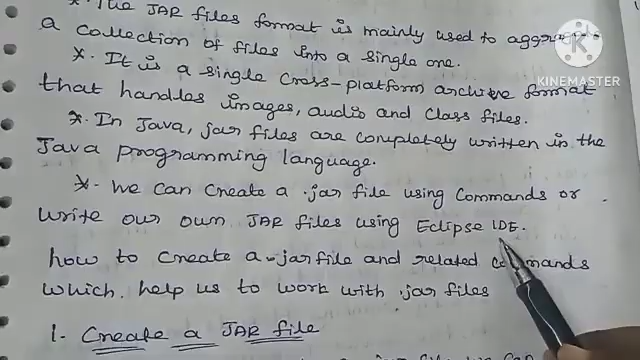 * The JAR files format is mainly used to aggregate
a collection of files into a single one.
*. It is a single cross-platform archive format
that handles images, audio and class files.
*. In Java, jar files are completely written in the
Java programming language.
*. We can create a .jar file using commands or
write our own JAR files using Eclipse IDE.
how to create a .jar file and related commands
which help us to work with .jar files
1. Create a JAR file
KINEMASTER